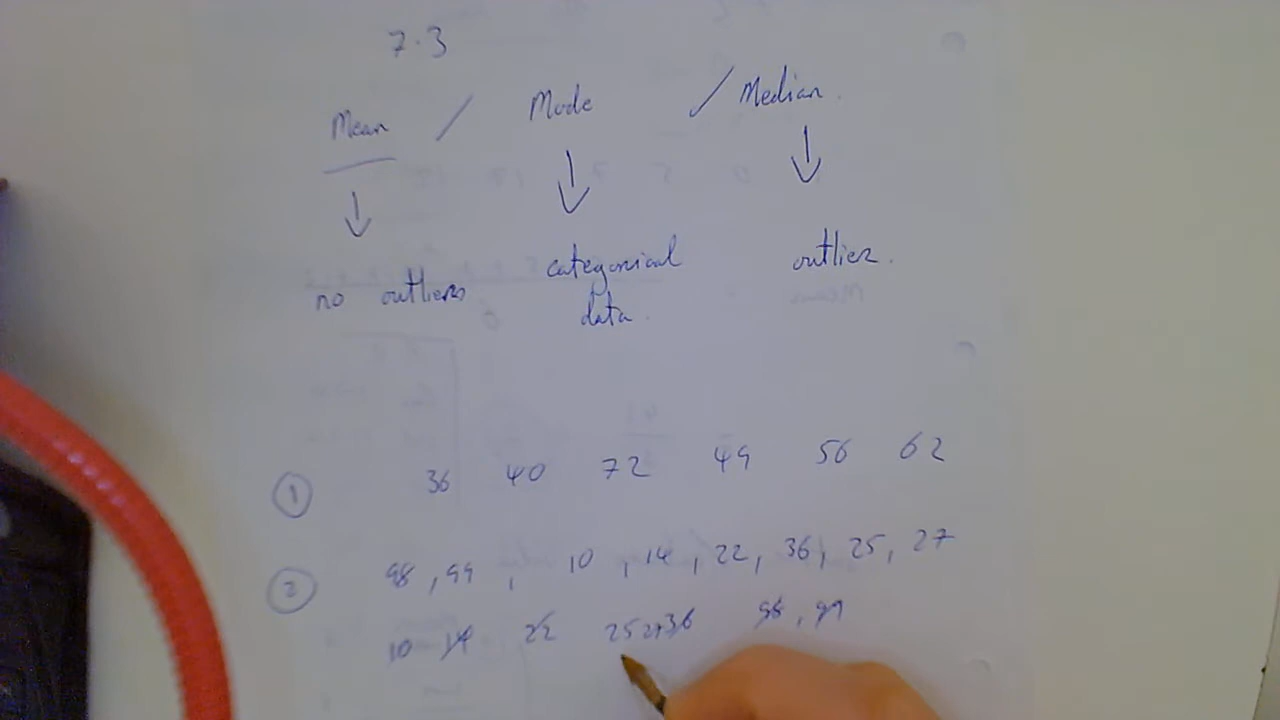 7.3
Mean / Mode / Median.
no outliers categorical outlier.
data.
1 36 40 72 49 56 62
2 98, 99, 10, 14, 22, 36, 25, 27
10 14 22 25 27 36 98, 99